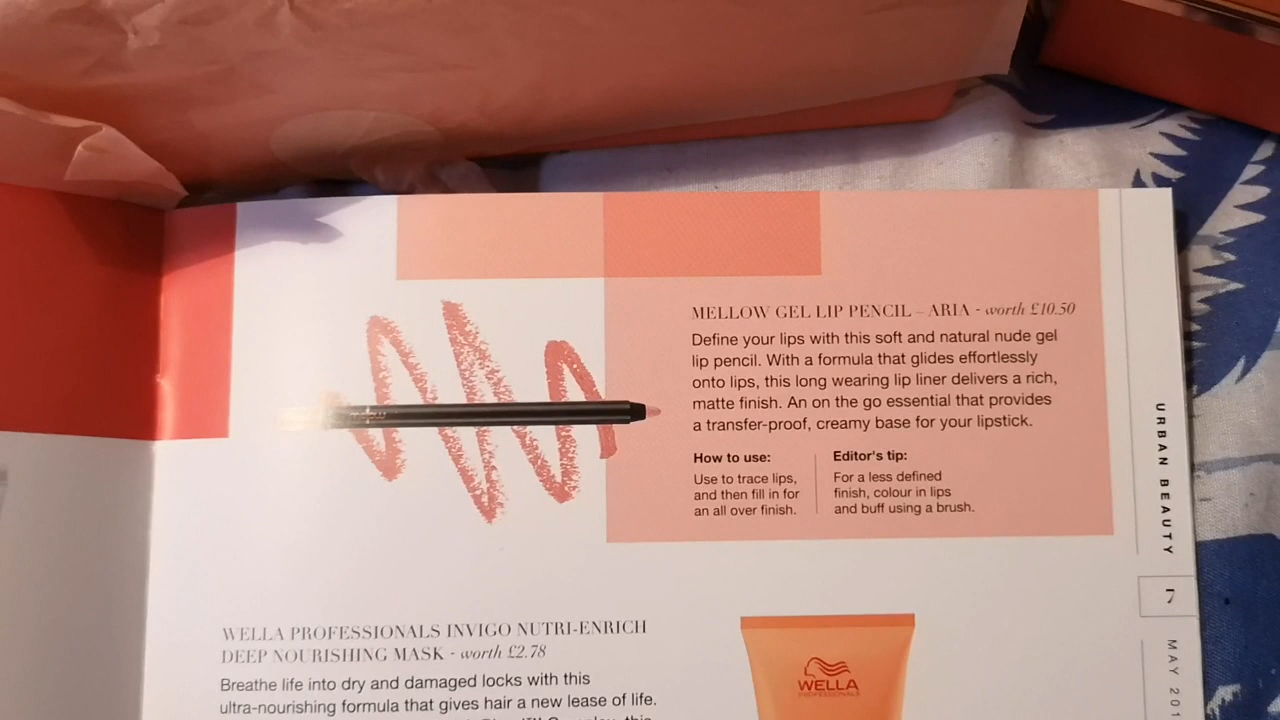 MELLOW GEL LIP PENCIL – ARIA - worth £10.50
Define your lips with this soft and natural nude gel
lip pencil. With a formula that glides effortlessly
onto lips, this long wearing lip liner delivers a rich,
matte finish. An on the go essential that provides
a transfer-proof, creamy base for your lipstick.
How to use:
Use to trace lips,
and then fill in for
an all over finish.
Editor's tip:
For a less defined
finish, colour in lips
and buff using a brush.
URBAN BEAUTY
7
MAY 201
WELLA PROFESSIONALS INVIGO NUTRI-ENRICH
DEEP NOURISHING MASK - worth £2.78
Breathe life into dry and damaged locks with this
ultra-nourishing formula that gives hair a new lease of life.
WELLA
PROFESSIONALS